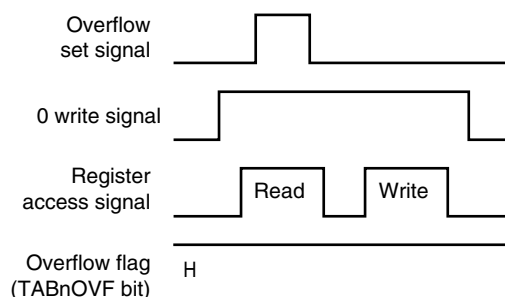 Overflow
set signal
0 write signal
Register
access signal
Read
Write
Overflow flag
(TABnOVF bit)
H